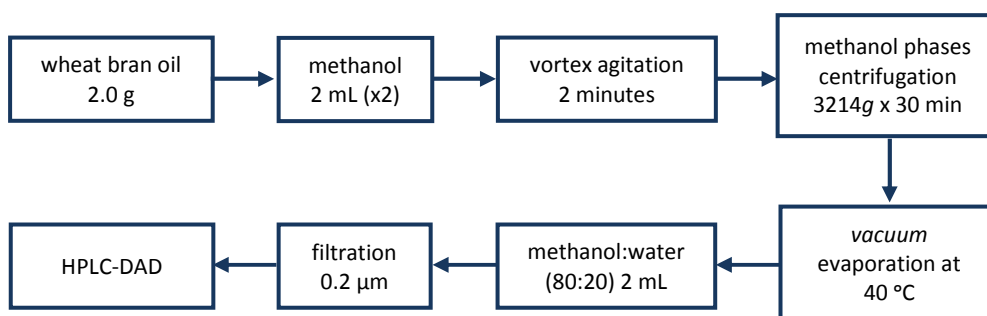 wheat bran oil
2.0 g
methanol
2 mL (x2)
vortex agitation
2 minutes
methanol phases
centrifugation
3214g x 30 min
vacuum
evaporation at
40 ºC
methanol:water
(80:20) 2 mL
filtration
0.2 µm
HPLC-DAD